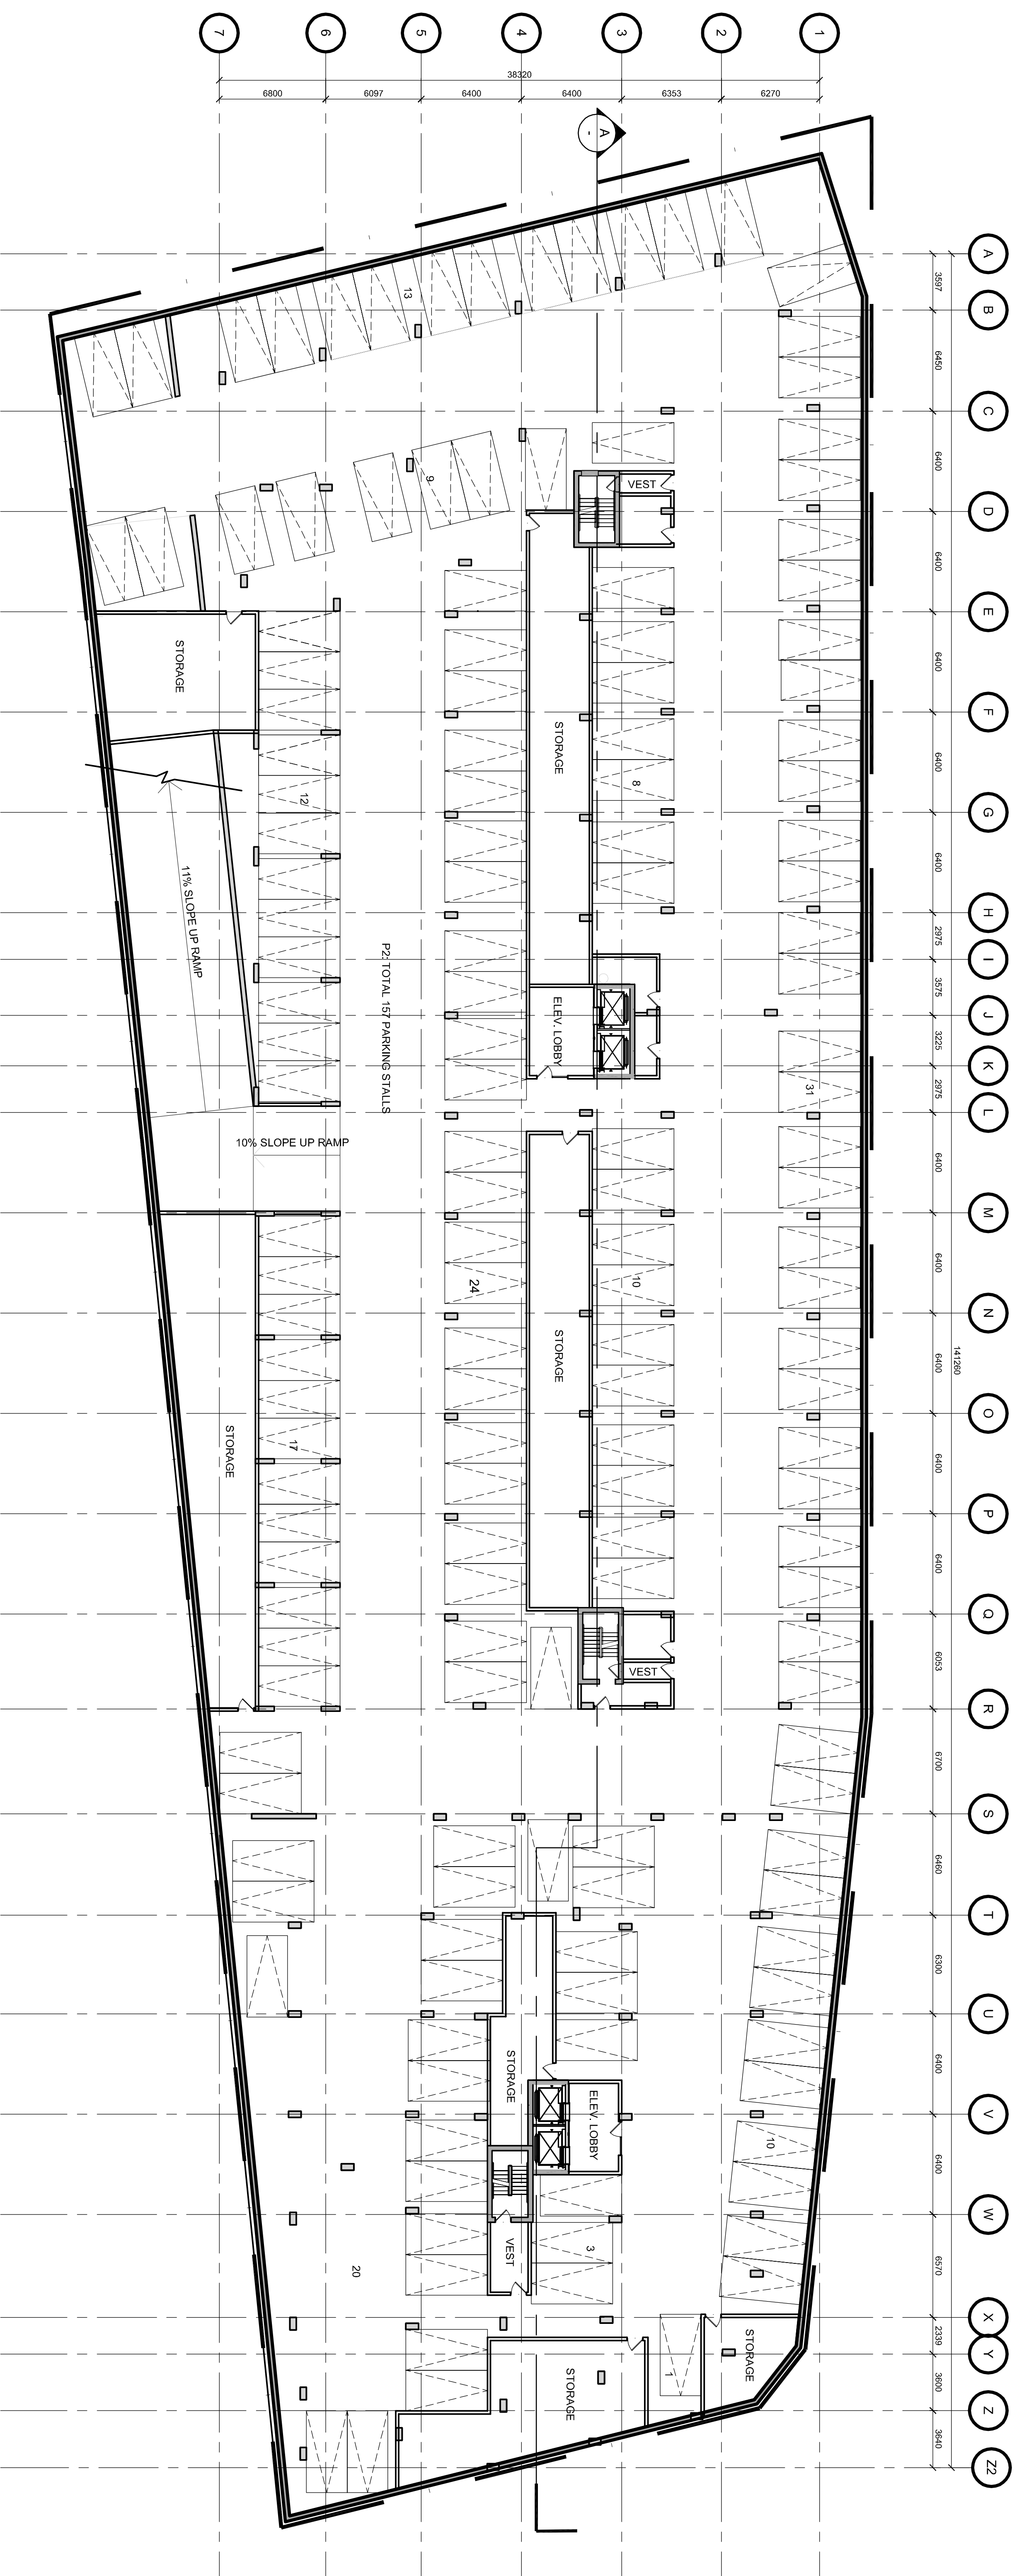 7
6
5
4
3
2
1
38320
6800
6097
6400
6400
6353
6270
A
-
A
B
C
D
E
F
G
H
I
J
K
L
M
N
O
P
Q
R
S
T
U
V
W
X
Y
Z
Z2
3597
6450
6400
6400
6400
6400
6400
2975
3575
3225
2975
6400
6400
6400
6400
6400
6053
6700
6460
6300
6400
6400
6570
2339
3600
3640
141260
13
9
VEST
STORAGE
STORAGE
8
12
11% SLOPE UP RAMP
P2: TOTAL 157 PARKING STALLS
ELEV. LOBBY
31
10% SLOPE UP RAMP
24
10
STORAGE
STORAGE
17
VEST
STORAGE
ELEV. LOBBY
10
VEST
3
20
STORAGE
1
STORAGE